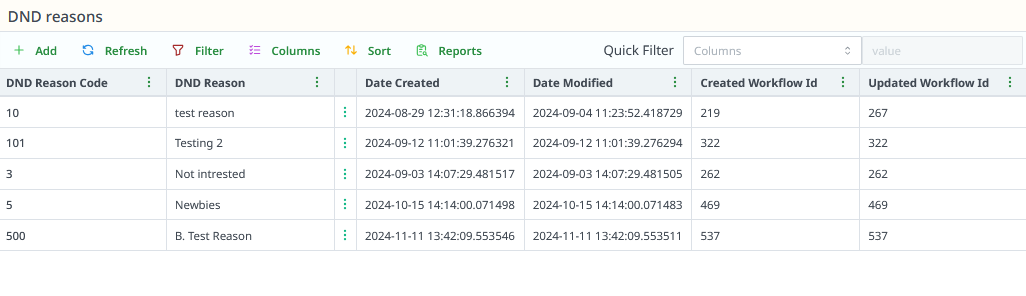 DND reasons
Add Refresh Filter Columns Sort Reports Quick Filter Columns value
DND Reason Code DND Reason Date Created Date Modified Created Workflow Id Updated Workflow Id
10 test reason 2024-08-29 12:31:18.866394 2024-09-04 11:23:52.418729 219 267
101 Testing 2 2024-09-12 11:01:39.276321 2024-09-12 11:01:39.276294 322 322
3 Not intrested 2024-09-03 14:07:29.481517 2024-09-03 14:07:29.481505 262 262
5 Newbies 2024-10-15 14:14:00.071498 2024-10-15 14:14:00.071483 469 469
500 B. Test Reason 2024-11-11 13:42:09.553546 2024-11-11 13:42:09.553511 537 537